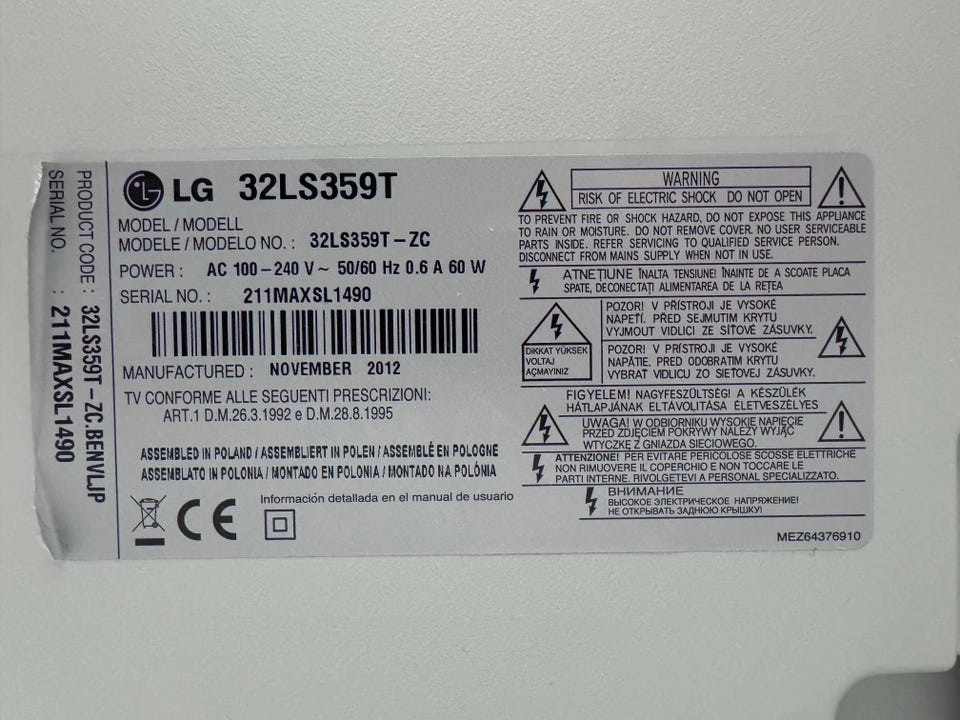 PRODUCT CODE : 32LS359T - ZC.BENVLJP
SERIAL NO. : 211MAXSL1490
LG 32LS359T
MODEL / MODELL
MODELE / MODELO NO. : 32LS359T - ZC
POWER : AC 100 - 240 V ~ 50/60 Hz 0.6 A 60 W
SERIAL NO. : 211MAXSL1490
MANUFACTURED : NOVEMBER 2012
TV CONFORME ALLE SEGUENTI PRESCRIZIONI:
ART.1 D.M.26.3.1992 e D.M.28.8.1995
ASSEMBLED IN POLAND / ASSEMBLIERT IN POLEN / ASSEMBLÉ EN POLOGNE
ASSEMBLATO IN POLONIA / MONTADO EN POLONIA / MONTADO NA POLÓNIA
CE
Información detallada en el manual de usuario
WARNING
RISK OF ELECTRIC SHOCK DO NOT OPEN
TO PREVENT FIRE OR SHOCK HAZARD, DO NOT EXPOSE THIS APPLIANCE
TO RAIN OR MOISTURE. DO NOT REMOVE COVER. NO USER SERVICEABLE
PARTS INSIDE. REFER SERVICING TO QUALIFIED SERVICE PERSON.
DISCONNECT FROM MAINS SUPPLY WHEN NOT IN USE.
ATNEŢIUNE ÎNALTA TENSIUNE! ÎNAINTE DE A SCOATE PLACA
SPATE, DECONECTAŢI ALIMENTAREA DE LA REŢEA
DIKKAT YÜKSEK
VOLTAJ
AÇMAYINIZ
POZOR! V PŘÍSTROJI JE VYSOKÉ
NAPETÍ. PŘED SEJMUTIM KRYTU
VYJMOUT VIDLICI ZE SÍŤOVÉ ZÁSUVKY.
POZOR! V PRÍSTROJI JE VYSOKÉ
NAPÄTIE. PRED ODOBRATIM KRYTU
VYBRAŤ VIDLICU ZO SIEŤOVEJ ZÁSUVKY.
FIGYELEM! NAGYFESZÜLTSÉG! A KÉSZÜLÉK
HÁTLAPJÁNAK ELTÁVOLÍTÁSA ÉLETVESZÉLYES
UWAGA! W ODBIORNIKU WYSOKIE NAPIĘCIE
PRZED ZDJĘCIEM POKRYWY NALEŻY WYJĄĆ
WTYCZKĘ Z GNIAZDA SIECIOWEGO.
ATTENZIONE! PER EVITARE PERICOLOSE SCOSSE ELETTRICHE
NON RIMUOVERE IL COPERCHIO E NON TOCCARE LE
PARTI INTERNE. RIVOLGETEVI A PERSONAL SPECIALIZZATO.
ВНИМАНИЕ
ВЫСОКОЕ ЭЛЕКТРИЧЕСКОЕ НАПРЯЖЕНИЕ!
НЕ ОТКРЫВАТЬ ЗАДНЮЮ КРЫШКУ!
MEZ64376910